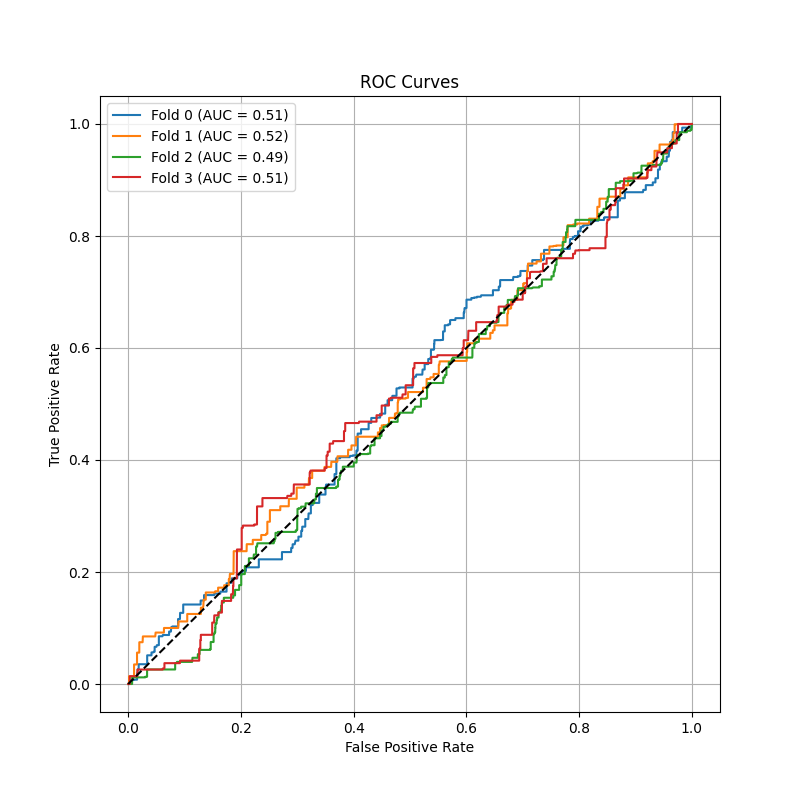 ROC Curves
Fold 0 (AUC = 0.51)
Fold 1 (AUC = 0.52)
Fold 2 (AUC = 0.49)
Fold 3 (AUC = 0.51)
True Positive Rate
1.0
0.8
0.6
0.4
0.2
0.0
0.0 0.2 0.4 0.6 0.8 1.0
False Positive Rate